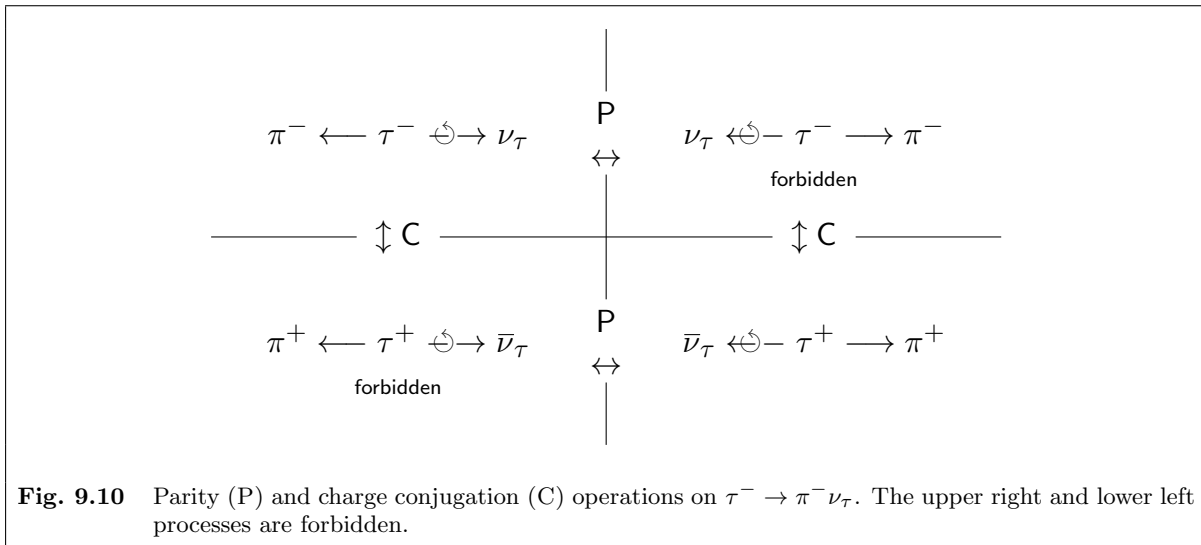 P
π⁻ ⟵ τ⁻ ⟶ ν_τ
↔
ν_τ ⟵ τ⁻ ⟶ π⁻
forbidden
↕ C
↕ C
P
π⁺ ⟵ τ⁺ ⟶ ν̄_τ
↔
ν̄_τ ⟵ τ⁺ ⟶ π⁺
forbidden
Fig. 9.10 Parity (P) and charge conjugation (C) operations on τ⁻ → π⁻ν_τ. The upper right and lower left
processes are forbidden.